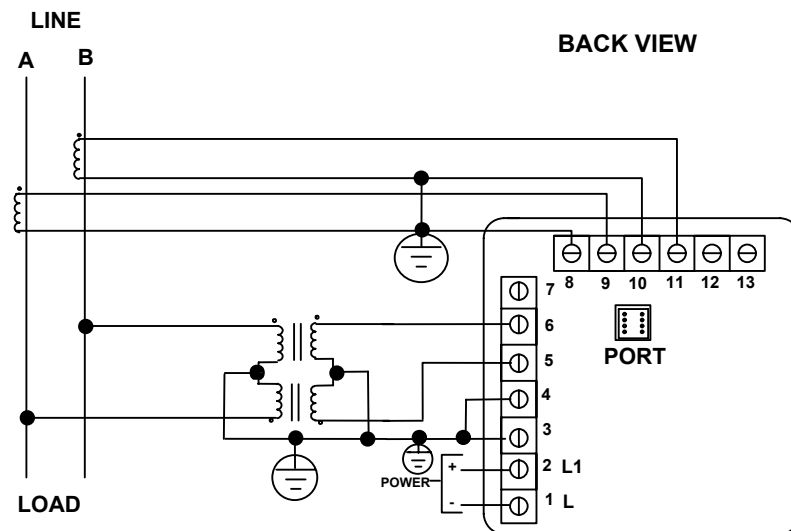 LINE
BACK VIEW
A B
8 9 10 11 12 13
7
6
PORT
5
4
3
+ 2 L1
POWER
- 1 L
LOAD